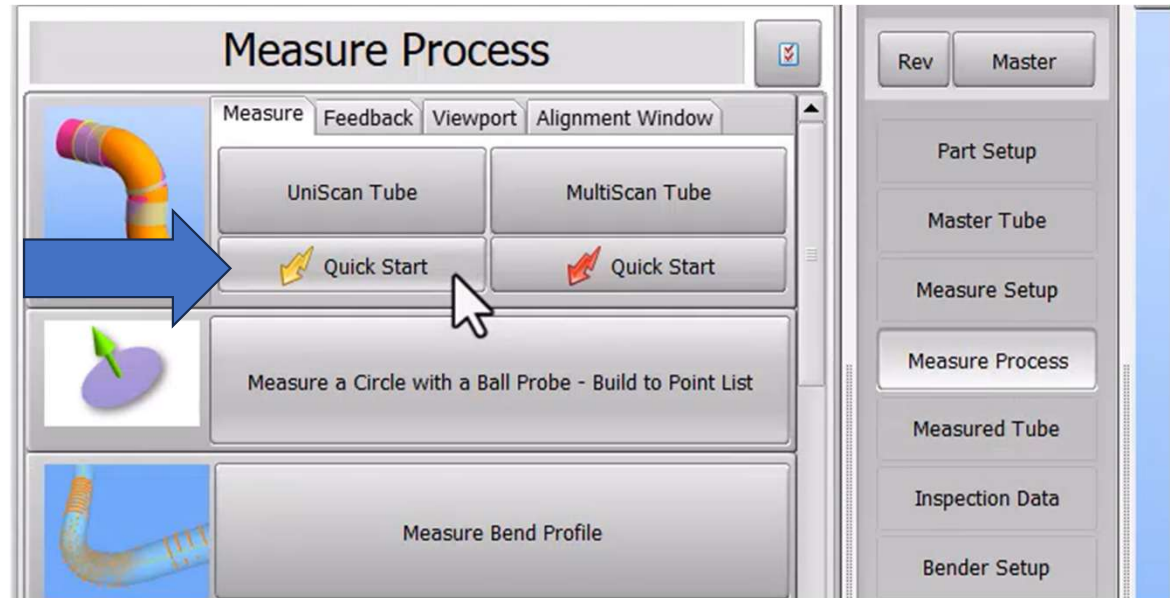 Measure Process
Measure Feedback Viewport Alignment Window
UniScan Tube MultiScan Tube
Quick Start Quick Start
Measure a Circle with a Ball Probe - Build to Point List
Measure Bend Profile
Rev Master
Part Setup
Master Tube
Measure Setup
Measure Process
Measured Tube
Inspection Data
Bender Setup